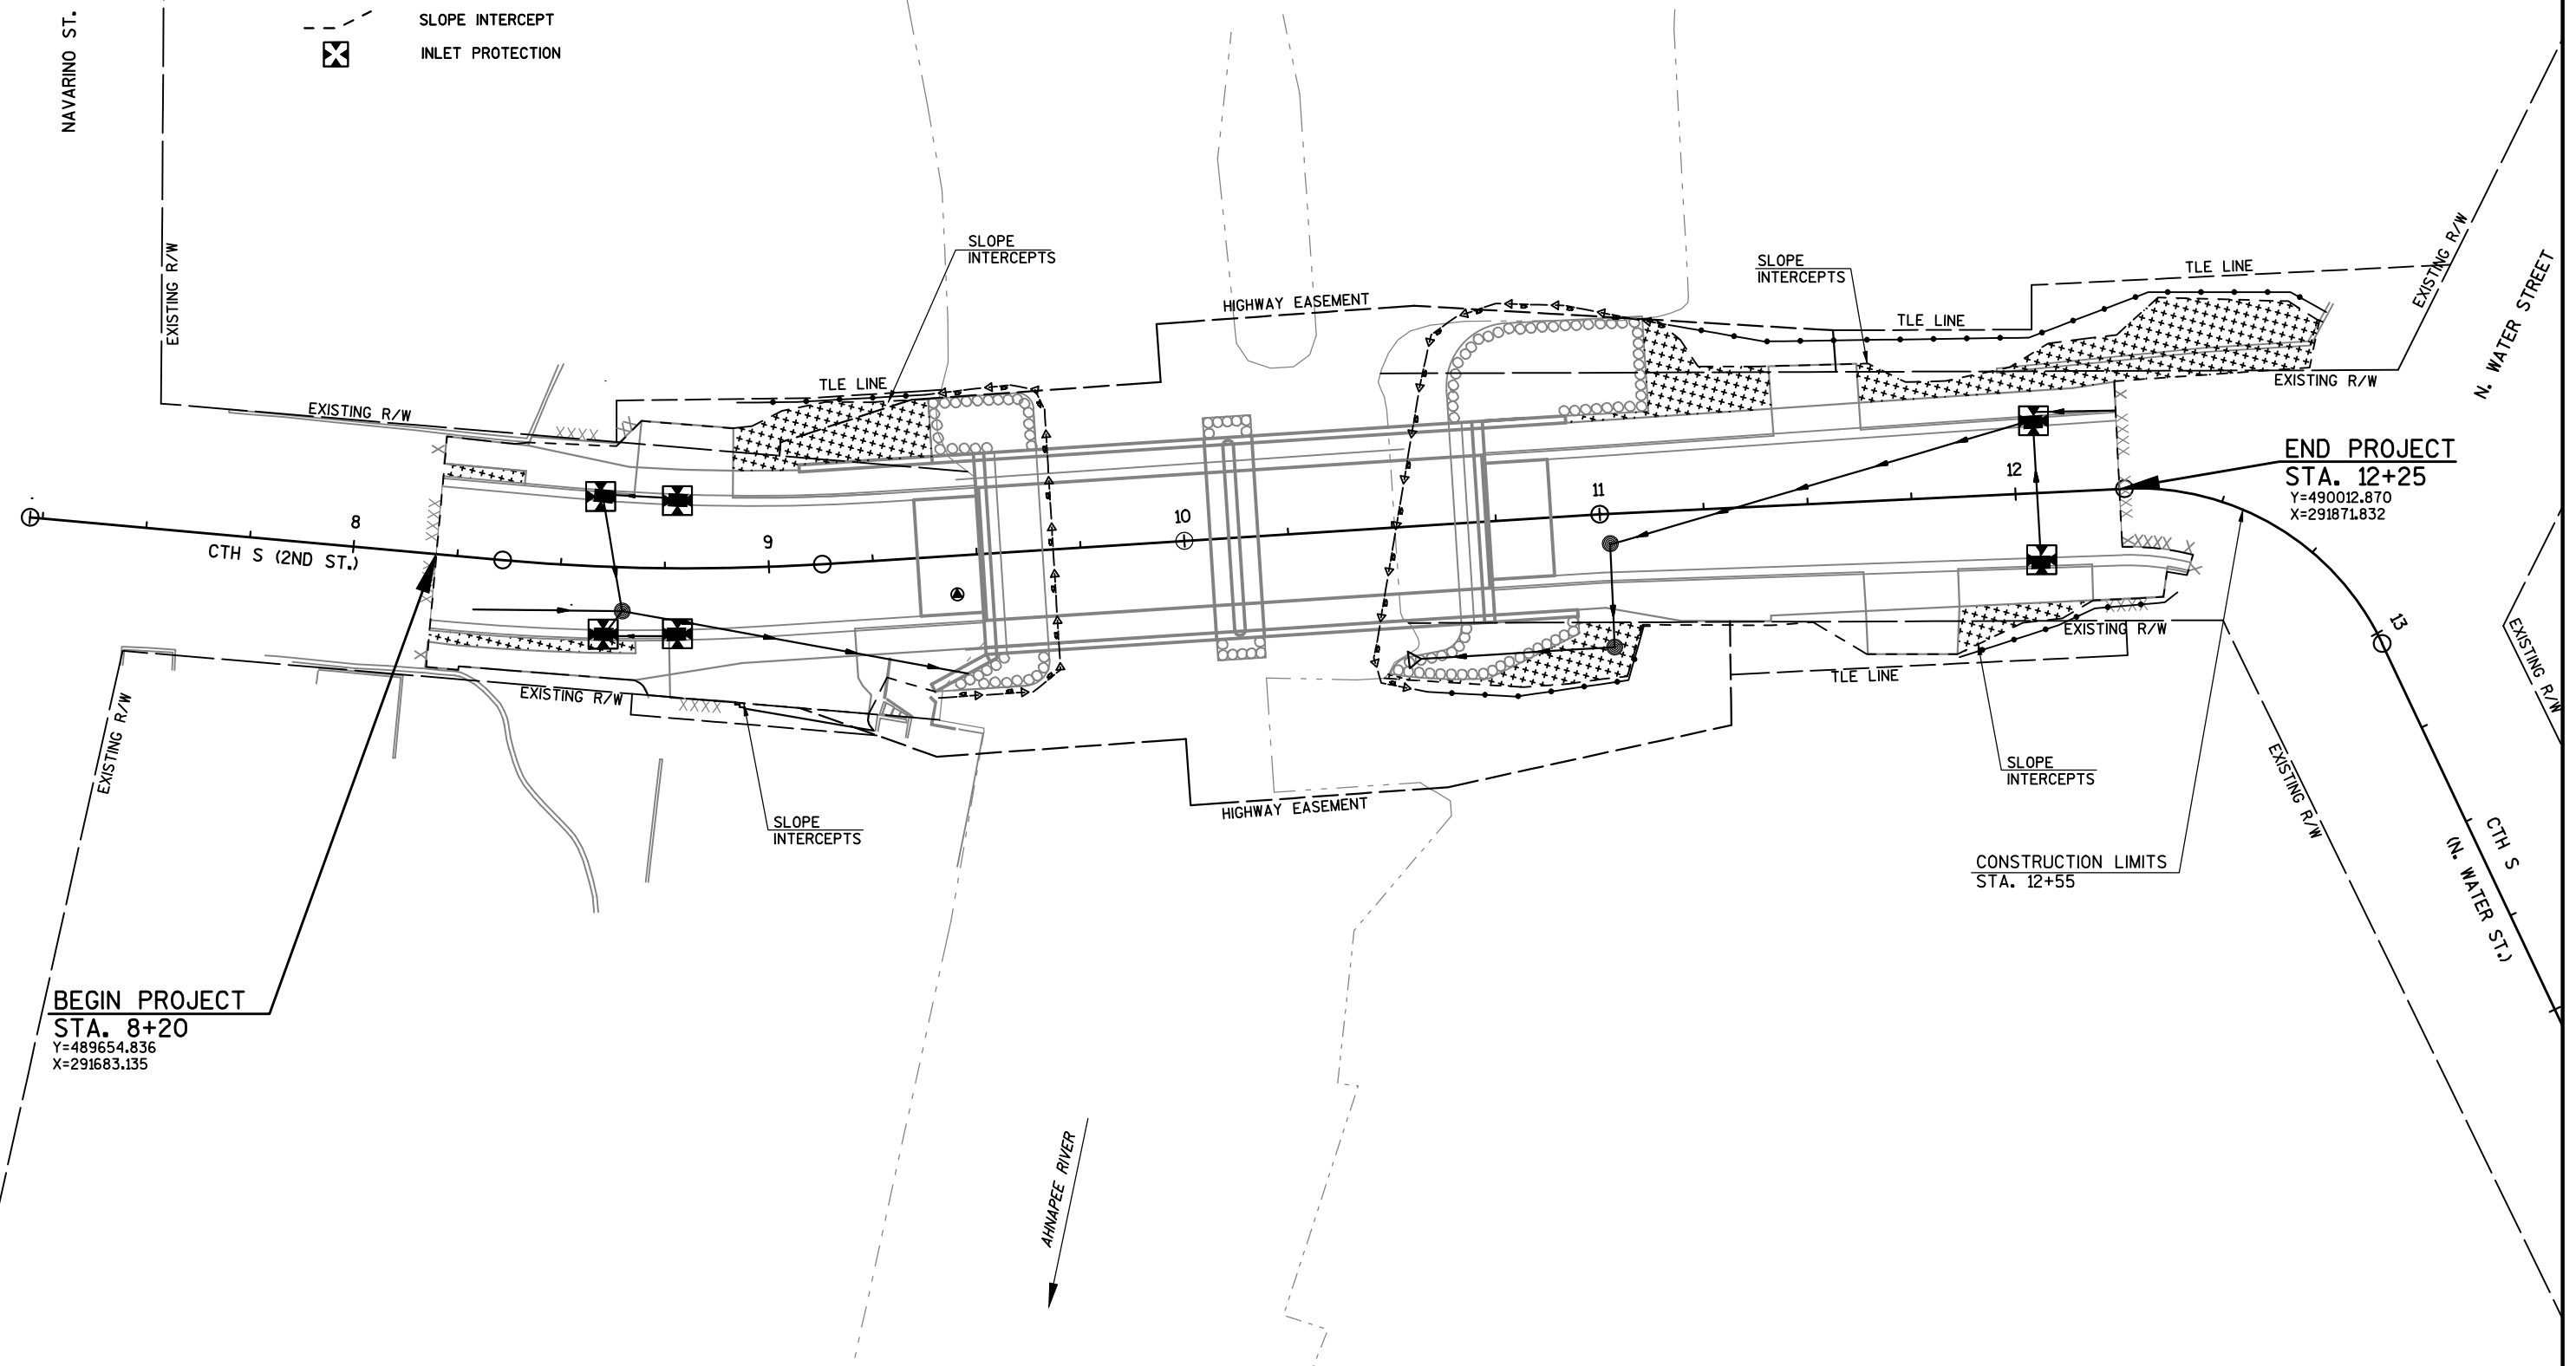 NAVARINO ST.
SLOPE INTERCEPT
INLET PROTECTION
EXISTING R/W
SLOPE
INTERCEPTS
SLOPE
INTERCEPTS
HIGHWAY EASEMENT
TLE LINE
TLE LINE
EXISTING R/W
N. WATER STREET
TLE LINE
EXISTING R/W
EXISTING R/W
END PROJECT
STA. 12+25
Y=490012.870
X=291871.832
8
9
10
11
12
13
CTH S (2ND ST.)
EXISTING R/W
EXISTING R/W
EXISTING R/W
TLE LINE
EXISTING R/W
EXISTING R/W
EXISTING R/W
SLOPE
INTERCEPTS
HIGHWAY EASEMENT
SLOPE
INTERCEPTS
CONSTRUCTION LIMITS
STA. 12+55
CTH S
(N. WATER ST.)
BEGIN PROJECT
STA. 8+20
Y=489654.836
X=291683.135
AHNAPEE RIVER